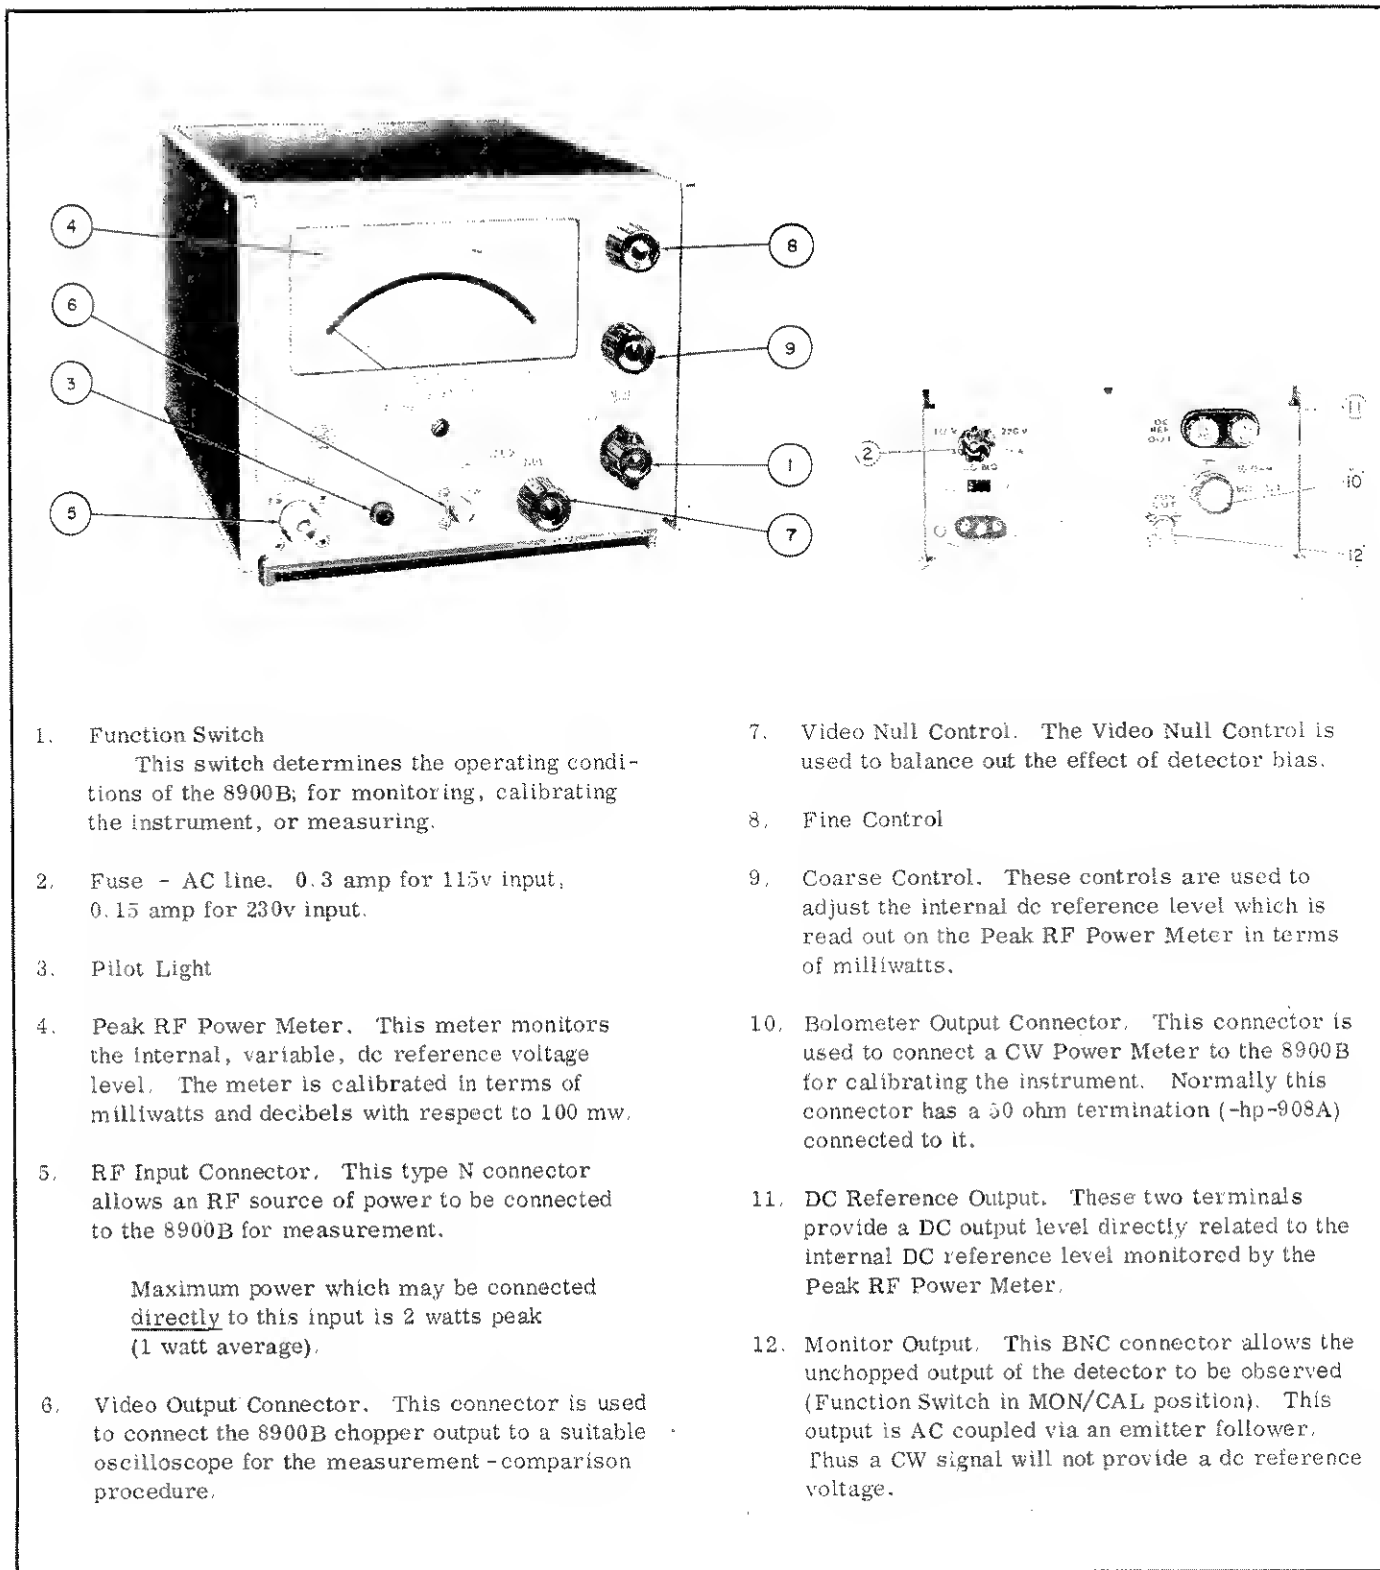 4
6
3
5
8
9
1
7
2
220V
DC
REF
OUT
OUT
11
10
12
1. Function Switch
This switch determines the operating condi-
tions of the 8900B; for monitoring, calibrating
the instrument, or measuring.
2. Fuse - AC line. 0.3 amp for 115v input,
0.15 amp for 230v input.
3. Pilot Light
4. Peak RF Power Meter. This meter monitors
the internal, variable, dc reference voltage
level. The meter is calibrated in terms of
milliwatts and decibels with respect to 100 mw.
5. RF Input Connector. This type N connector
allows an RF source of power to be connected
to the 8900B for measurement.
Maximum power which may be connected
directly to this input is 2 watts peak
(1 watt average).
6. Video Output Connector. This connector is used
to connect the 8900B chopper output to a suitable
oscilloscope for the measurement-comparison
procedure.
7. Video Null Control. The Video Null Control is
used to balance out the effect of detector bias.
8. Fine Control
9. Coarse Control. These controls are used to
adjust the internal dc reference level which is
read out on the Peak RF Power Meter in terms
of milliwatts.
10. Bolometer Output Connector. This connector is
used to connect a CW Power Meter to the 8900B
for calibrating the instrument. Normally this
connector has a 50 ohm termination (-hp-908A)
connected to it.
11. DC Reference Output. These two terminals
provide a DC output level directly related to the
internal DC reference level monitored by the
Peak RF Power Meter.
12. Monitor Output. This BNC connector allows the
unchopped output of the detector to be observed
(Function Switch in MON/CAL position). This
output is AC coupled via an emitter follower.
Thus a CW signal will not provide a dc reference
voltage.